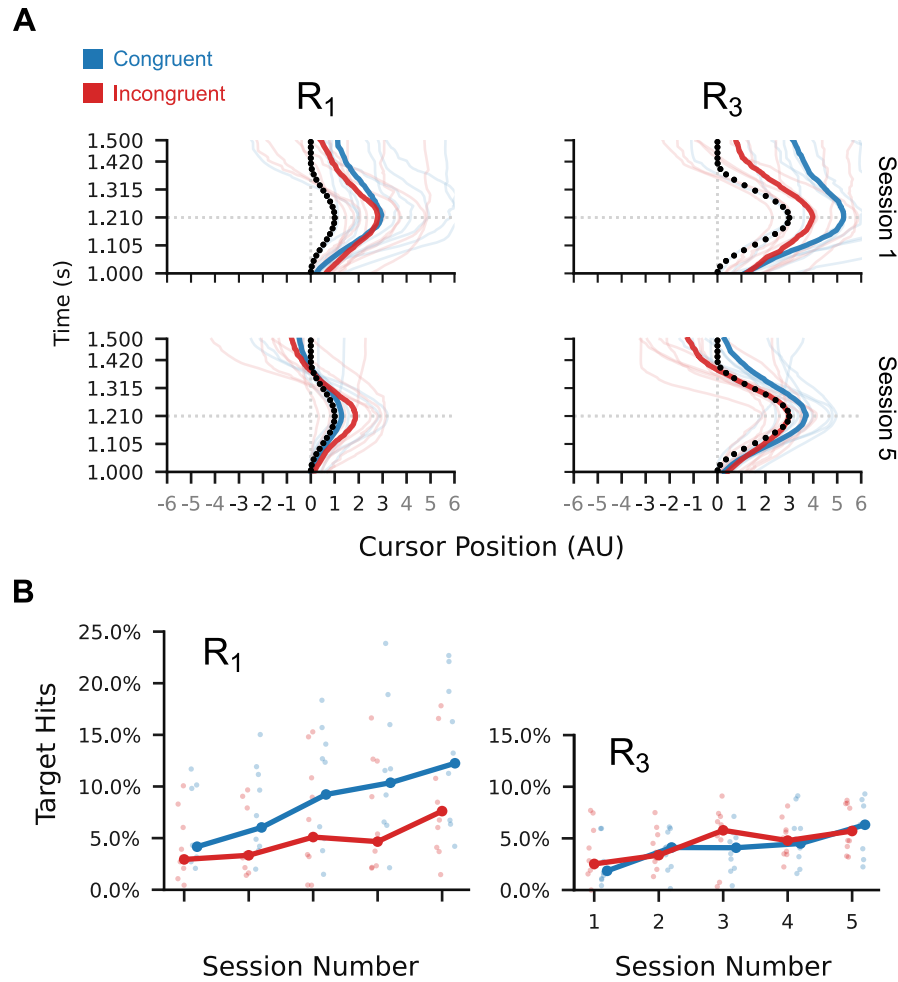 A
Congruent
Incongruent
R1
R3
1.500
1.420
1.315
1.210
1.105
1.000
Session 1
Time (s)
1.500
1.420
1.315
1.210
1.105
1.000
Session 5
-6 -5 -4 -3 -2 -1 0 1 2 3 4 5 6
-6 -5 -4 -3 -2 -1 0 1 2 3 4 5 6
Cursor Position (AU)
B
25.0%
20.0%
15.0%
10.0%
5.0%
0.0%
R1
Target Hits
15.0%
10.0%
5.0%
0.0%
R3
1 2 3 4 5
Session Number
Session Number